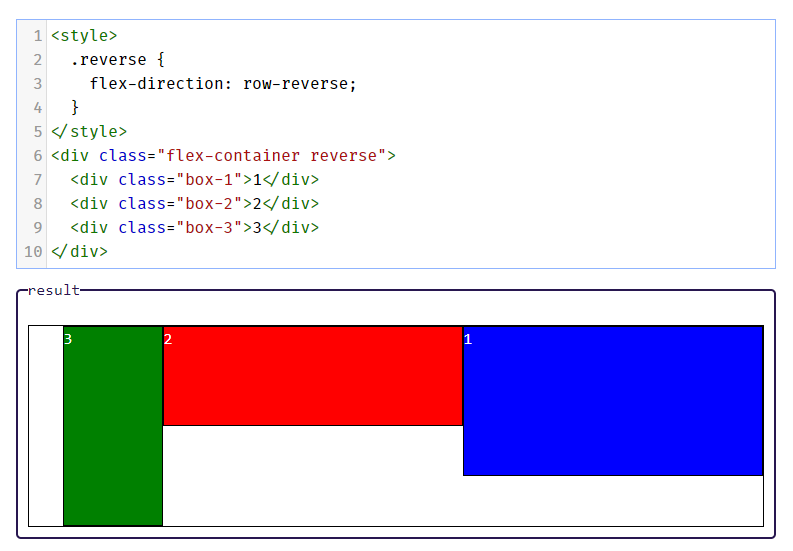 1 <style>
2   .reverse {
3     flex-direction: row-reverse;
4   }
5 </style>
6 <div class="flex-container reverse">
7   <div class="box-1">1</div>
8   <div class="box-2">2</div>
9   <div class="box-3">3</div>
10 </div>
result
3 2 1